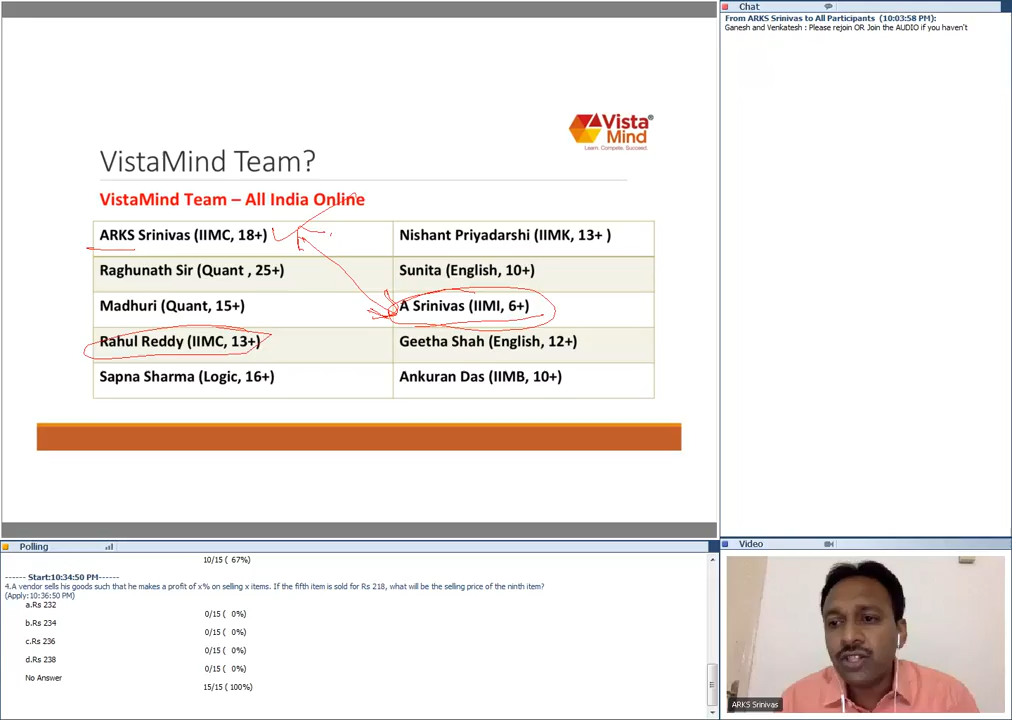 Chat
From ARKS Srinivas to All Participants (10:03:58 PM):
Ganesh and Venkatesh : Please rejoin OR Join the AUDIO if you haven't
Vista®
Mind
Learn. Compete. Succeed.
VistaMind Team?
VistaMind Team – All India Online
ARKS Srinivas (IIMC, 18+)
Nishant Priyadarshi (IIMK, 13+ )
Raghunath Sir (Quant , 25+)
Sunita (English, 10+)
Madhuri (Quant, 15+)
A Srinivas (IIMI, 6+)
Rahul Reddy (IIMC, 13+)
Geetha Shah (English, 12+)
Sapna Sharma (Logic, 16+)
Ankuran Das (IIMB, 10+)
Polling
10/15 ( 67%)
------ Start:10:34:50 PM------
4.A vendor sells his goods such that he makes a profit of x% on selling x items. If the fifth item is sold for Rs 218, what will be the selling price of the ninth item?
(Apply:10:36:50 PM)
a.Rs 232
0/15 ( 0%)
b.Rs 234
0/15 ( 0%)
c.Rs 236
0/15 ( 0%)
d.Rs 238
0/15 ( 0%)
No Answer
15/15 ( 100%)
Video
ARKS Srinivas